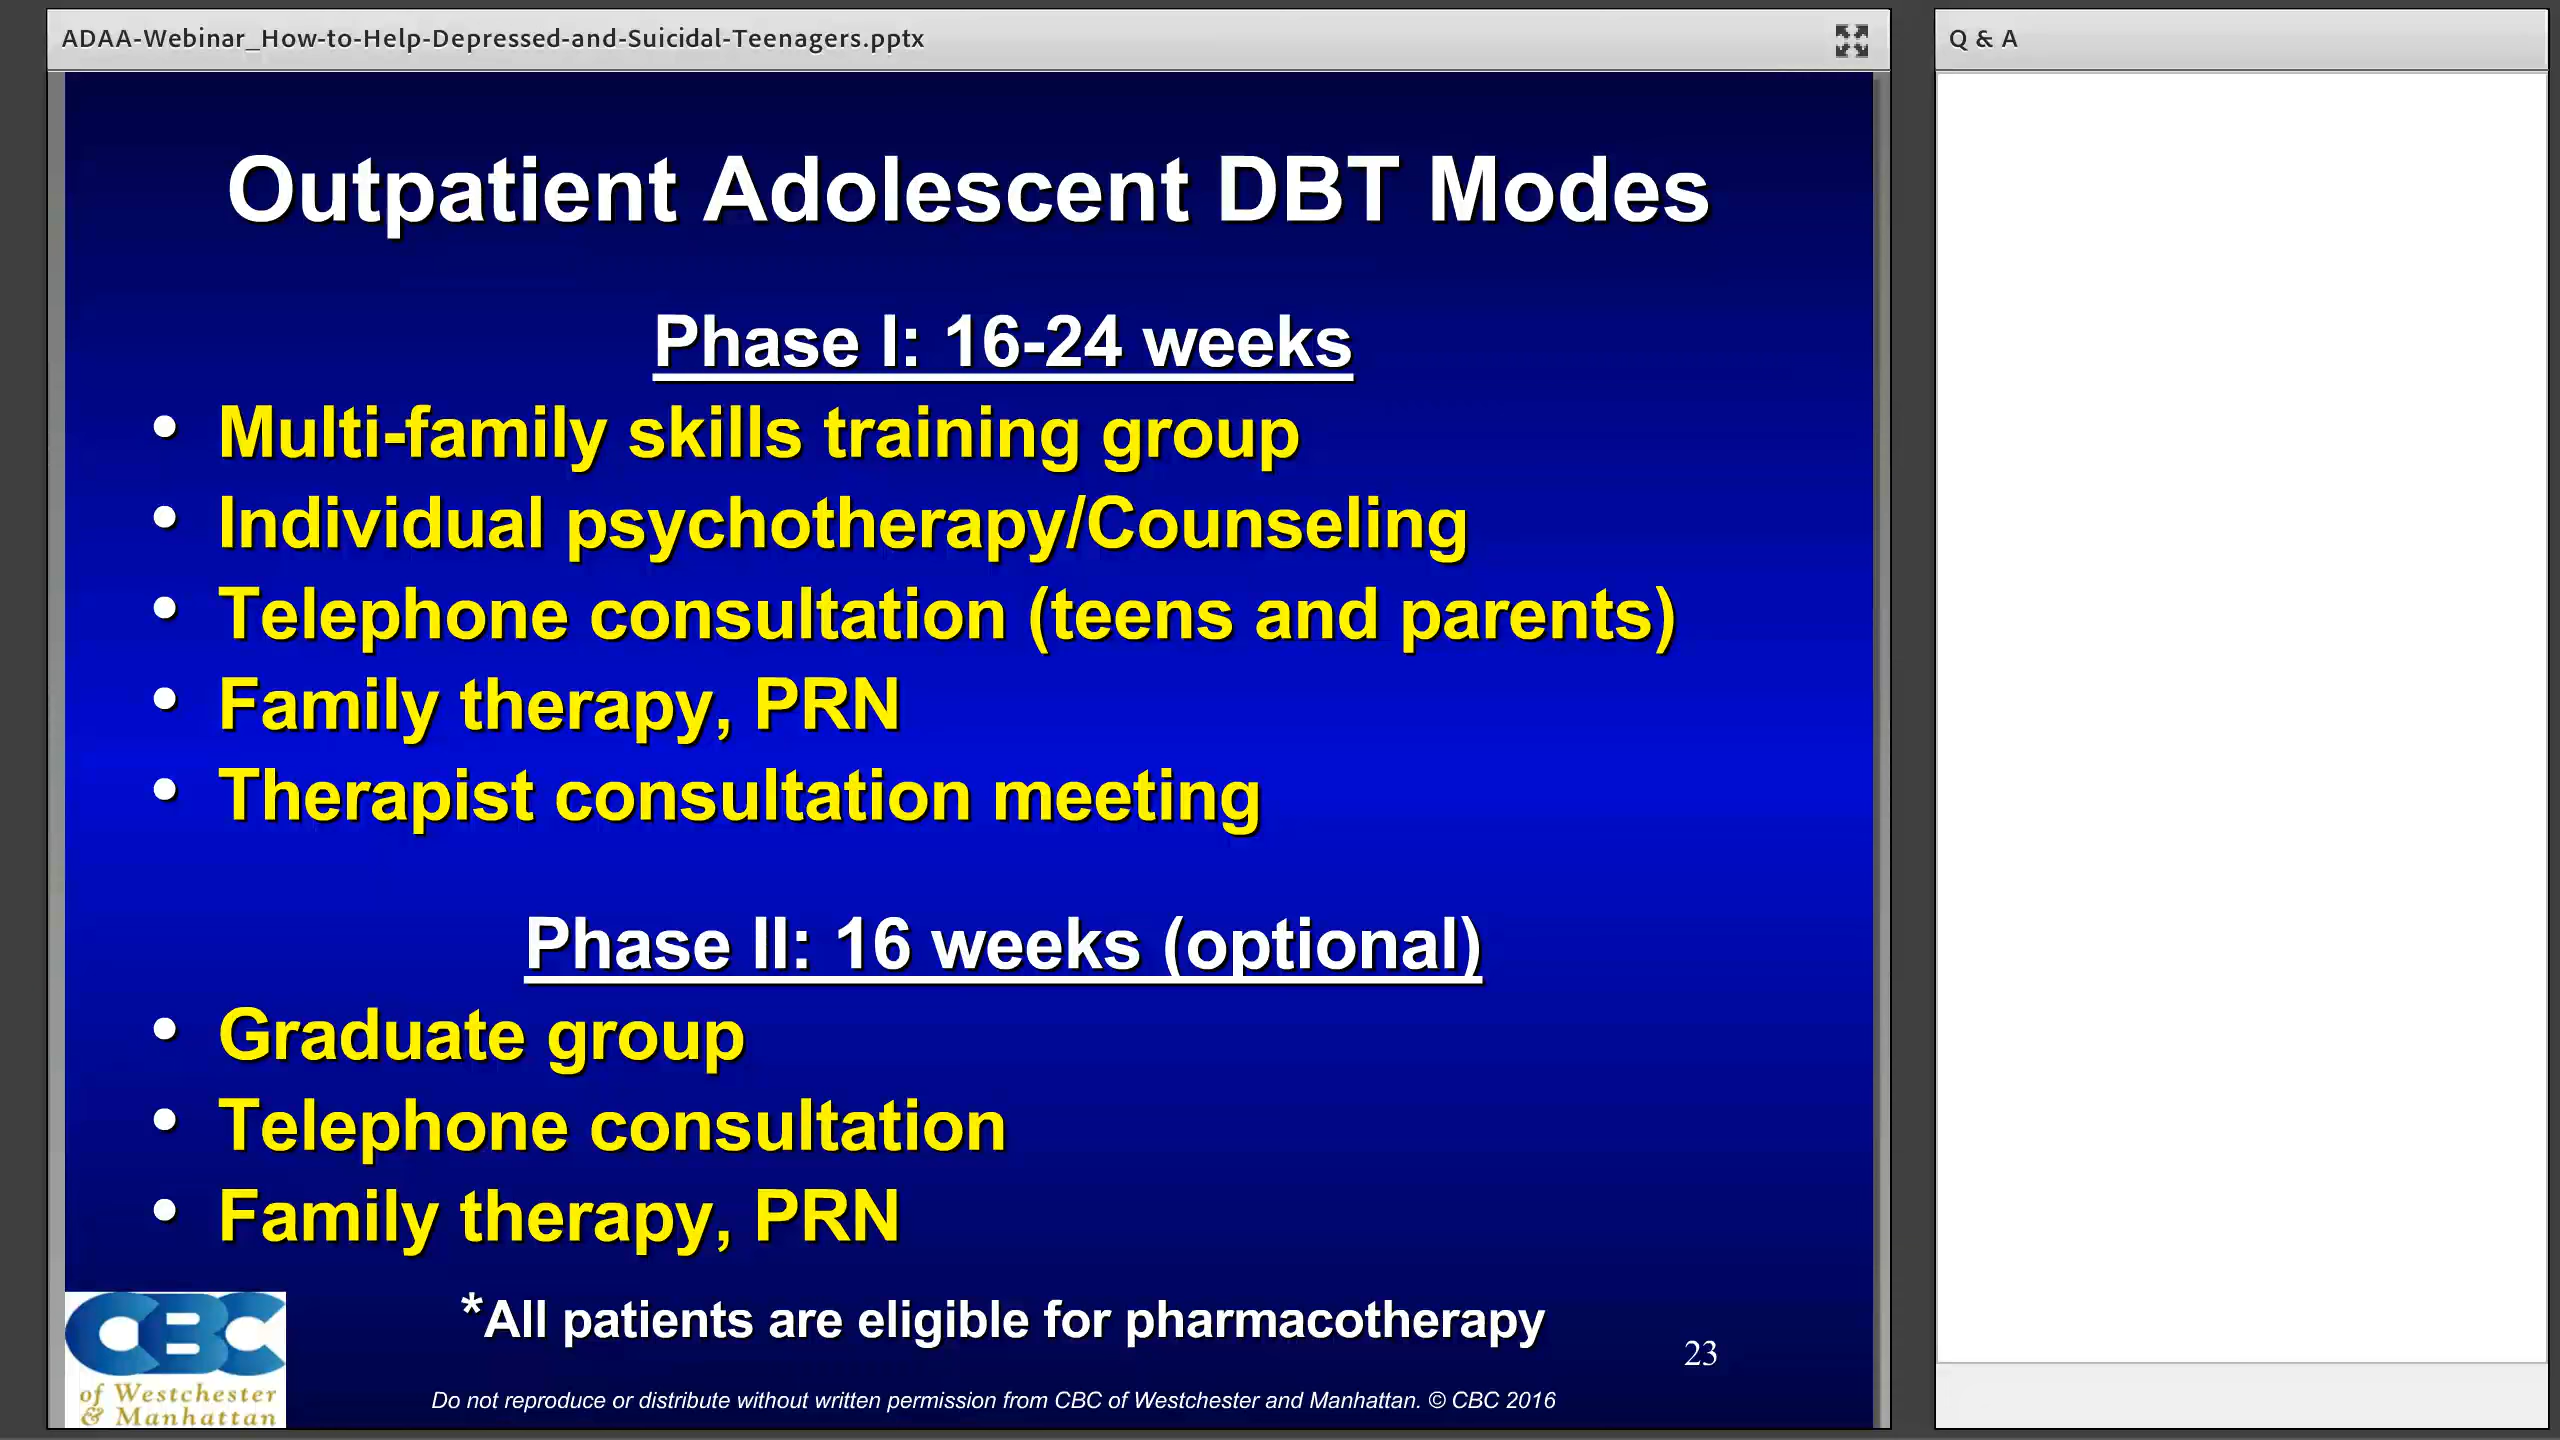 ADAA-Webinar_How-to-Help-Depressed-and-Suicidal-Teenagers.pptx
Q & A
Outpatient Adolescent DBT Modes
Phase I: 16-24 weeks
• Multi-family skills training group
• Individual psychotherapy/Counseling
• Telephone consultation (teens and parents)
• Family therapy, PRN
• Therapist consultation meeting
Phase II: 16 weeks (optional)
• Graduate group
• Telephone consultation
• Family therapy, PRN
*All patients are eligible for pharmacotherapy
23
CBC
of Westchester
& Manhattan
Do not reproduce or distribute without written permission from CBC of Westchester and Manhattan. © CBC 2016